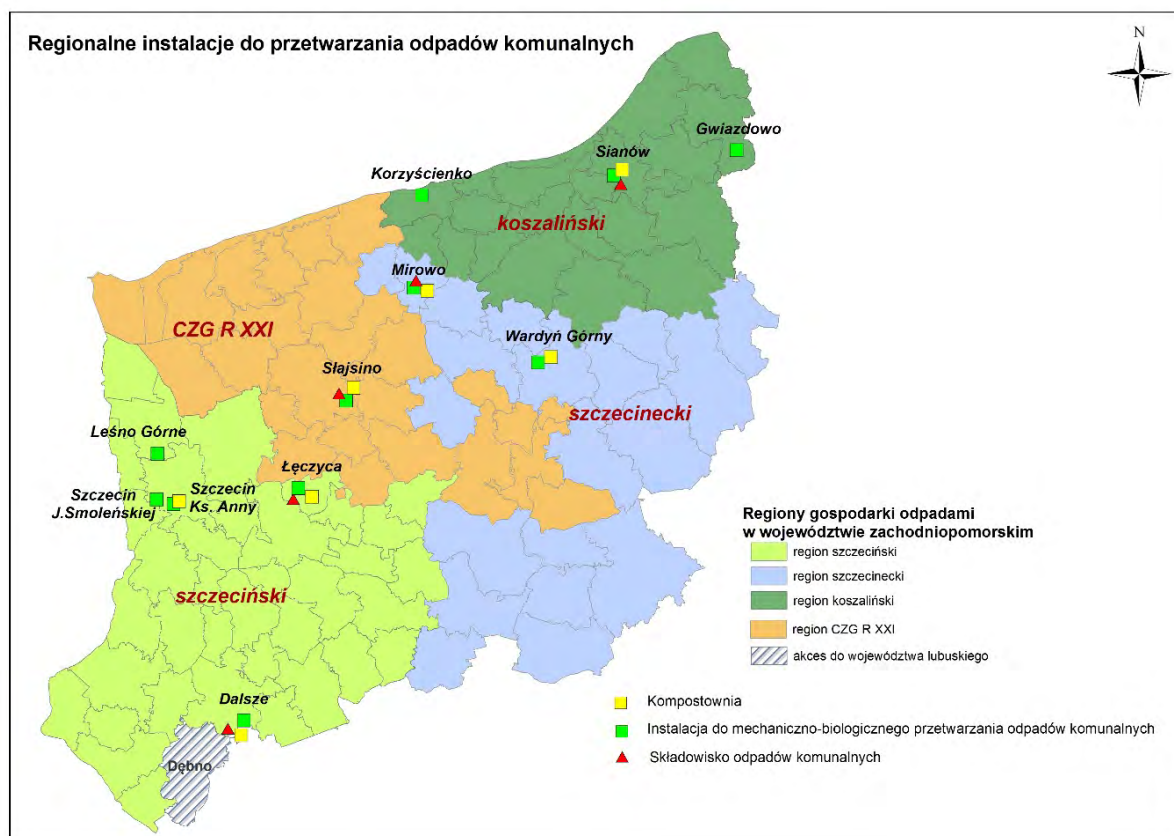 Regionalne instalacje do przetwarzania odpadów komunalnych
N
Gwiazdowo
Sianów
Korzyścienko
koszaliński
Mirowo
CZG R XXI
Wardyń Górny
Słajsino
szczecinecki
Leśno Górne
Łęczyca
Szczecin
J.Smoleńskiej
Szczecin
Ks. Anny
szczeciński
Dalsze
Dębno
Regiony gospodarki odpadami
w województwie zachodniopomorskim
region szczeciński
region szczecinecki
region koszaliński
region CZG R XXI
akces do województwa lubuskiego
Kompostownia
Instalacja do mechaniczno-biologicznego przetwarzania odpadów komunalnych
Składowisko odpadów komunalnych